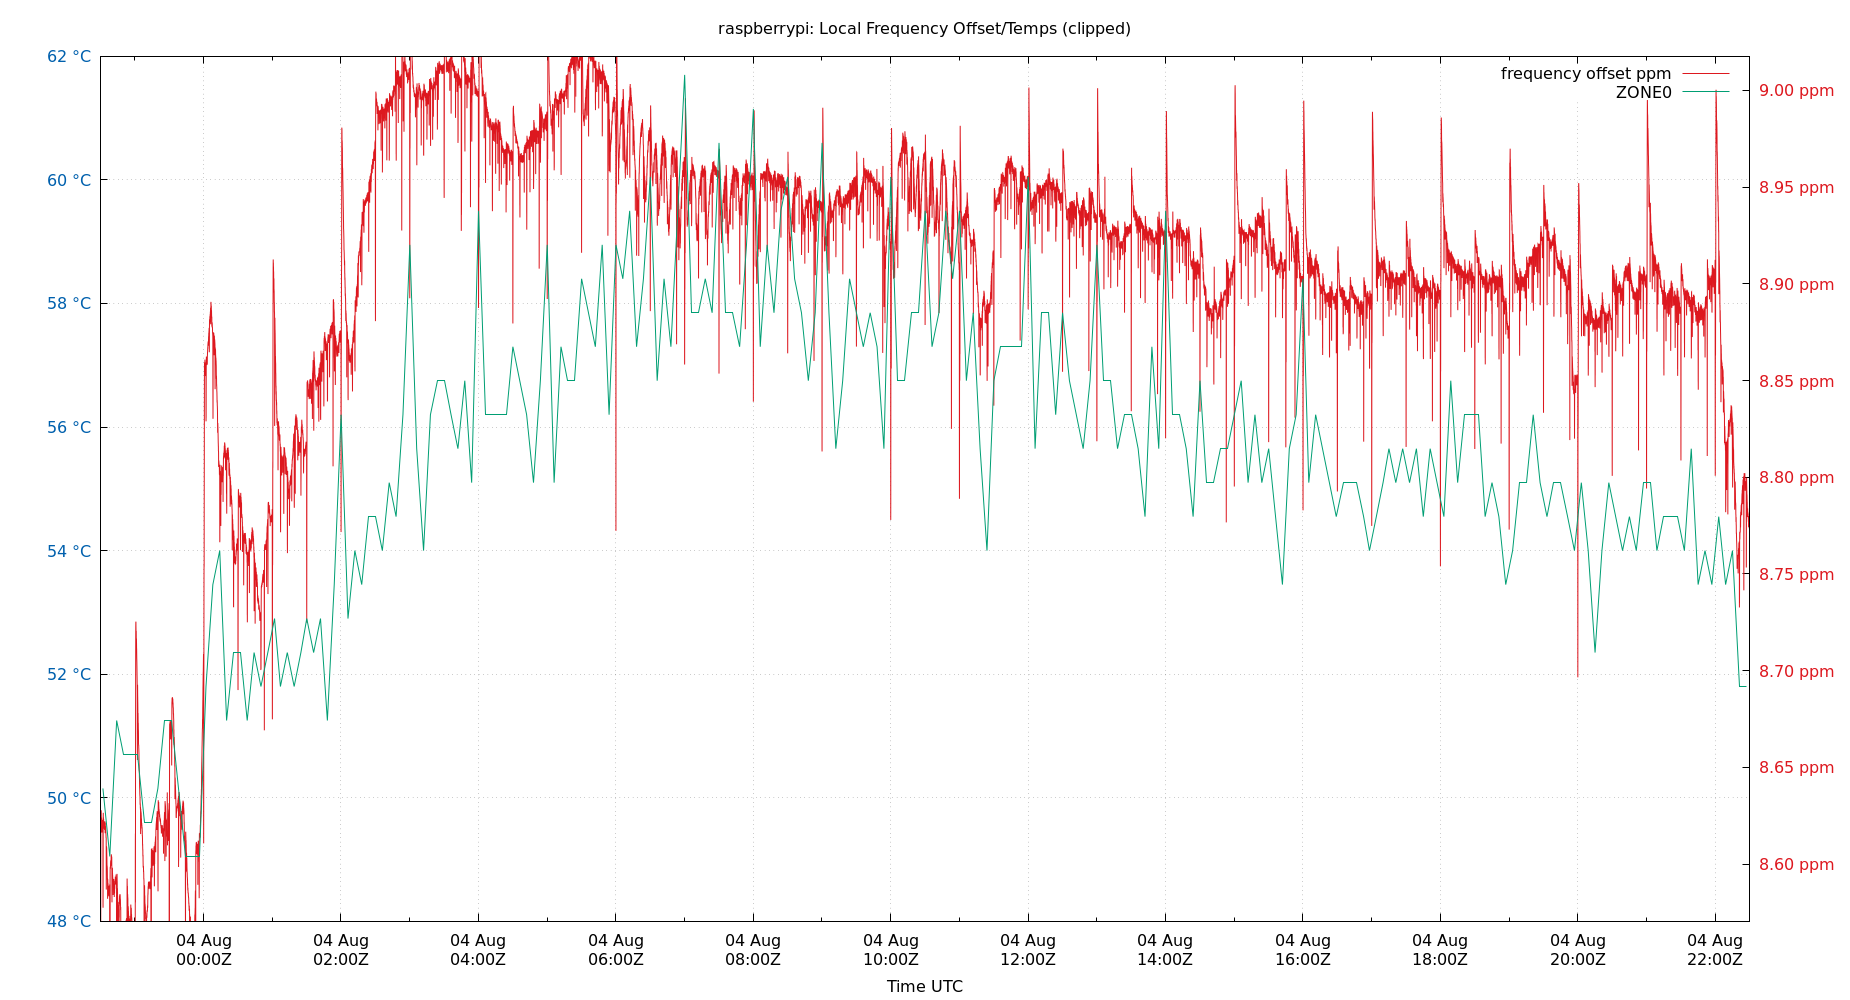 raspberrypi: Local Frequency Offset/Temps (clipped)
frequency offset ppm
ZONE0
62 °C
60 °C
58 °C
56 °C
54 °C
52 °C
50 °C
48 °C
9.00 ppm
8.95 ppm
8.90 ppm
8.85 ppm
8.80 ppm
8.75 ppm
8.70 ppm
8.65 ppm
8.60 ppm
04 Aug 04 Aug 04 Aug 04 Aug 04 Aug 04 Aug 04 Aug 04 Aug 04 Aug 04 Aug 04 Aug 04 Aug
00:00Z 02:00Z 04:00Z 06:00Z 08:00Z 10:00Z 12:00Z 14:00Z 16:00Z 18:00Z 20:00Z 22:00Z
Time UTC